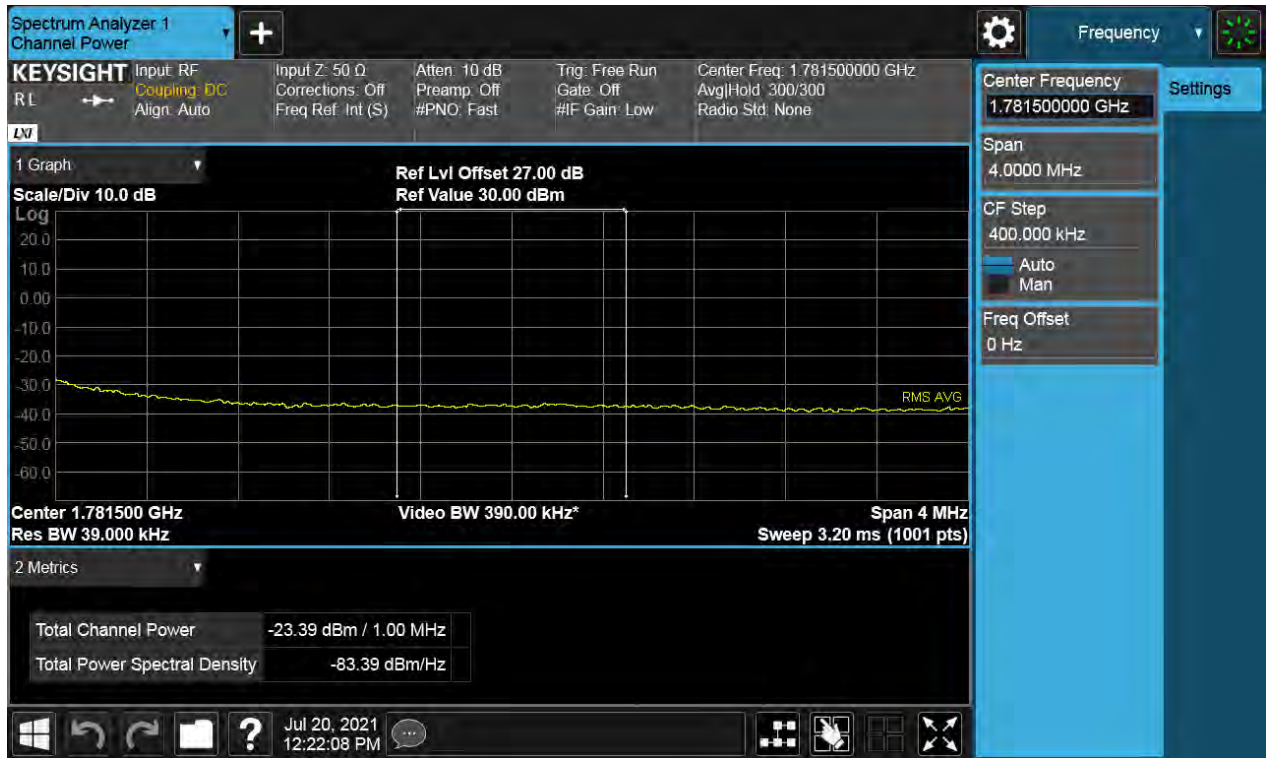 Spectrum Analyzer 1
Channel Power
+
Frequency
KEYSIGHT
RL
LXI
Input: RF
Coupling: DC
Align: Auto
Input Z: 50 Ω
Corrections: Off
Freq Ref: Int (S)
Atten: 10 dB
Preamp: Off
#PNO: Fast
Trig: Free Run
Gate: Off
#IF Gain: Low
Center Freq: 1.781500000 GHz
Avg|Hold: 300/300
Radio Std: None
Center Frequency
1.781500000 GHz
Settings
Span
4.0000 MHz
CF Step
400.000 kHz
Auto
Man
Freq Offset
0 Hz
1 Graph
Scale/Div 10.0 dB
Ref Lvl Offset 27.00 dB
Ref Value 30.00 dBm
Log
20.0
10.0
0.00
-10.0
-20.0
-30.0
-40.0
-50.0
-60.0
RMS AVG
Center 1.781500 GHz
Video BW 390.00 kHz*
Span 4 MHz
Res BW 39.000 kHz
Sweep 3.20 ms (1001 pts)
2 Metrics
Total Channel Power -23.39 dBm / 1.00 MHz
Total Power Spectral Density -83.39 dBm/Hz
?
Jul 20, 2021
12:22:08 PM